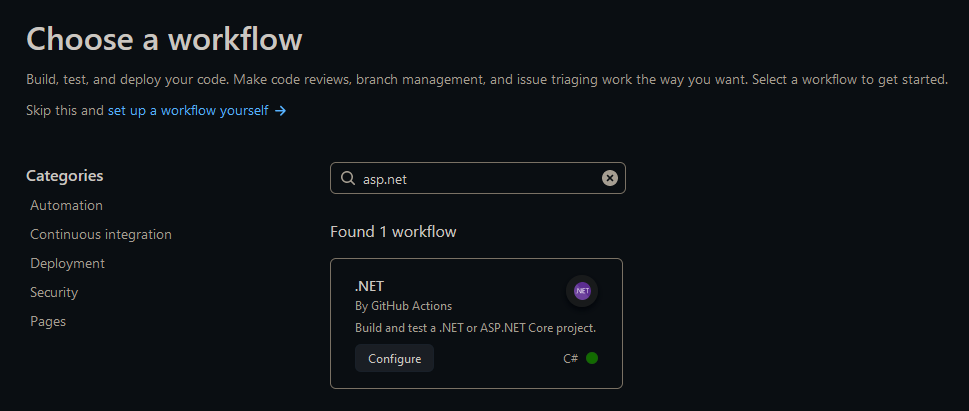 Choose a workflow
Build, test, and deploy your code. Make code reviews, branch management, and issue triaging work the way you want. Select a workflow to get started.
Skip this and set up a workflow yourself →
Categories
Automation
Continuous integration
Deployment
Security
Pages
asp.net
Found 1 workflow
.NET
.NET
By GitHub Actions
Build and test a .NET or ASP.NET Core project.
Configure
C#